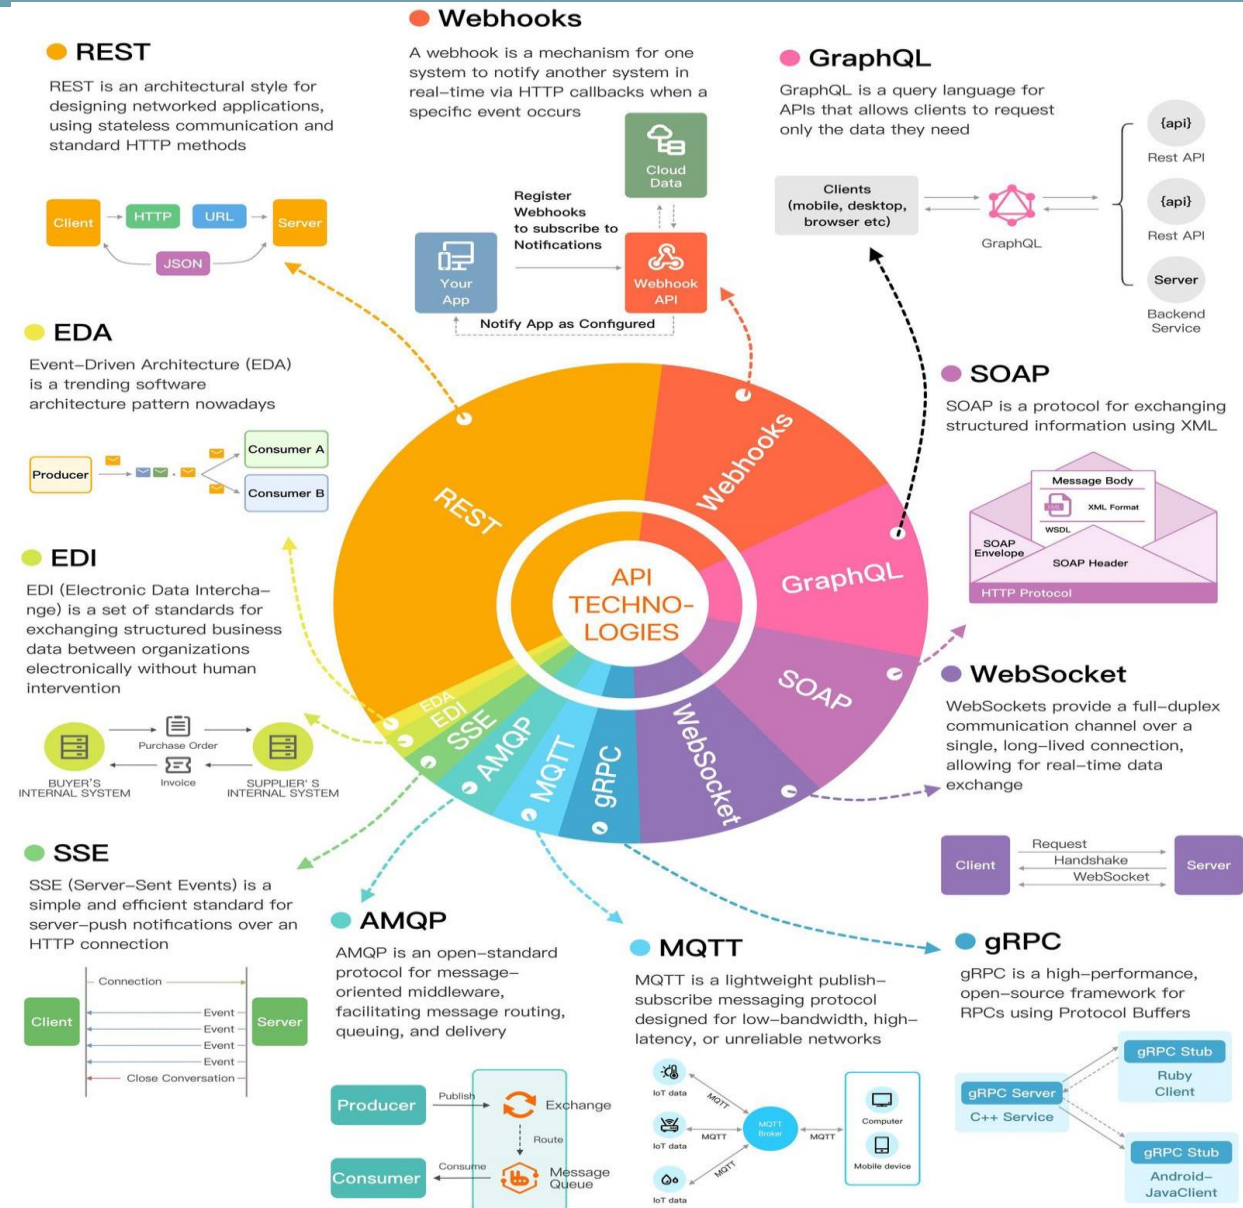 REST
REST is an architectural style for
designing networked applications,
using stateless communication and
standard HTTP methods
Client
HTTP
URL
Server
JSON
Webhooks
A webhook is a mechanism for one
system to notify another system in
real-time via HTTP callbacks when a
specific event occurs
Cloud
Data
Register
Webhooks
to subscribe to
Notifications
Your
App
Webhook
API
Notify App as Configured
GraphQL
GraphQL is a query language for
APIs that allows clients to request
only the data they need
Clients
(mobile, desktop,
browser etc)
GraphQL
{api}
Rest API
{api}
Rest API
Server
Backend
Service
EDA
Event-Driven Architecture (EDA)
is a trending software
architecture pattern nowadays
Producer
Consumer A
Consumer B
SOAP
SOAP is a protocol for exchanging
structured information using XML
Message Body
XML
XML Format
WSDL
SOAP
Envelope
SOAP Header
HTTP Protocol
EDI
EDI (Electronic Data Intercha-
nge) is a set of standards for
exchanging structured business
data between organizations
electronically without human
intervention
Purchase Order
Invoice
BUYER'S
INTERNAL SYSTEM
SUPPLIER' S
INTERNAL SYSTEM
API
TECHNO-
LOGIES
REST
Webhooks
GraphQL
SOAP
WebSocket
gRPC
MQTT
AMQP
SSE
EDI
EDA
WebSocket
WebSockets provide a full-duplex
communication channel over a
single, long-lived connection,
allowing for real-time data
exchange
Client
Request
Handshake
WebSocket
Server
SSE
SSE (Server-Sent Events) is a
simple and efficient standard for
server-push notifications over an
HTTP connection
Client
Connection
Event
Event
Event
Event
Close Conversation
Server
AMQP
AMQP is an open-standard
protocol for message-
oriented middleware,
facilitating message routing,
queuing, and delivery
Producer
Publish
Exchange
Route
Consumer
Consume
Message
Queue
MQTT
MQTT is a lightweight publish-
subscribe messaging protocol
designed for low-bandwidth, high-
latency, or unreliable networks
IoT data
MQTT
IoT data
MQTT
IoT data
MQTT
MQTT
Broker
MQTT
Computer
Mobile device
gRPC
gRPC is a high-performance,
open-source framework for
RPCs using Protocol Buffers
gRPC Server
C++ Service
gRPC Stub
Ruby
Client
gRPC Stub
Android-
JavaClient